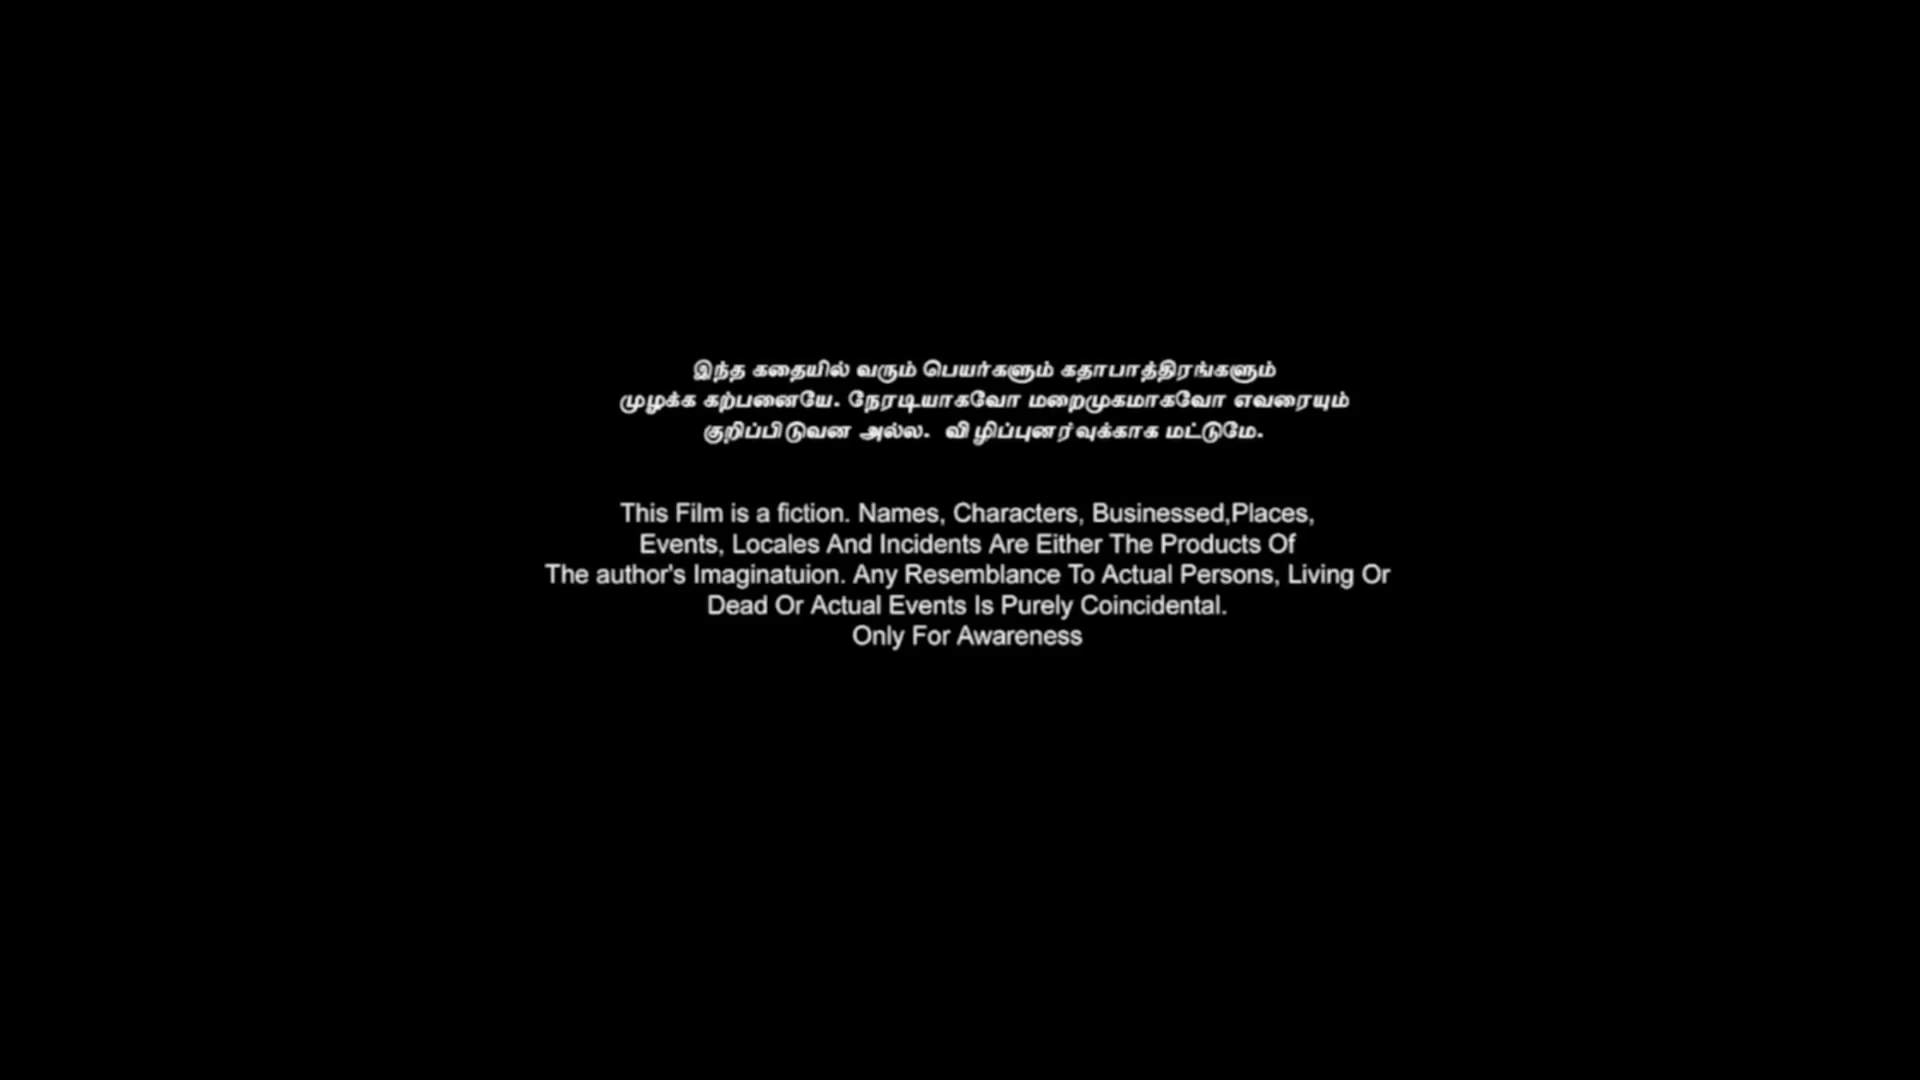 இந்த கதையில் வரும் பெயர்களும் கதாபாத்திரங்களும்
முழக்க கற்பனையே. நேரடியாகவோ மறைமுகமாகவோ எவரையும்
குறிப்பிடுவன அல்ல. விழிப்புனர்வுக்காக மட்டுமே.
This Film is a fiction. Names, Characters, Businessed,Places,
Events, Locales And Incidents Are Either The Products Of
The author's Imaginatuion. Any Resemblance To Actual Persons, Living Or
Dead Or Actual Events Is Purely Coincidental.
Only For Awareness